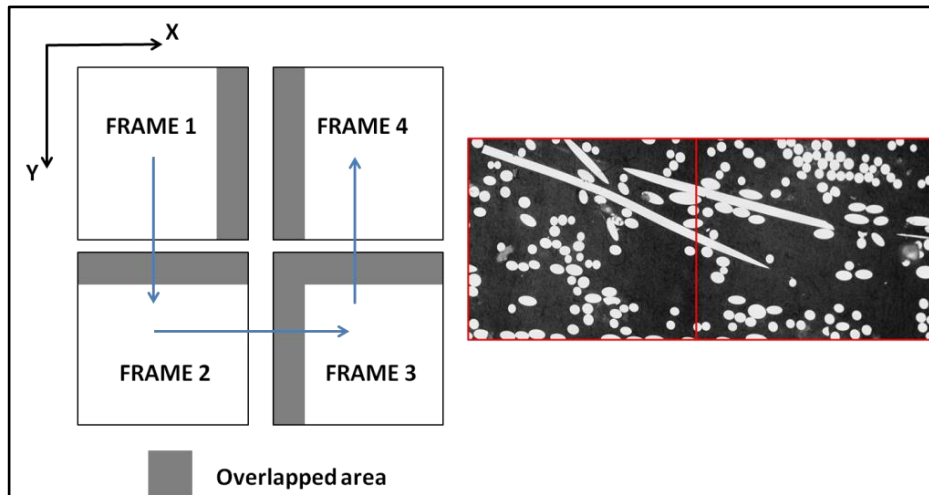 X
Y
FRAME 1
FRAME 4
FRAME 2
FRAME 3
Overlapped area